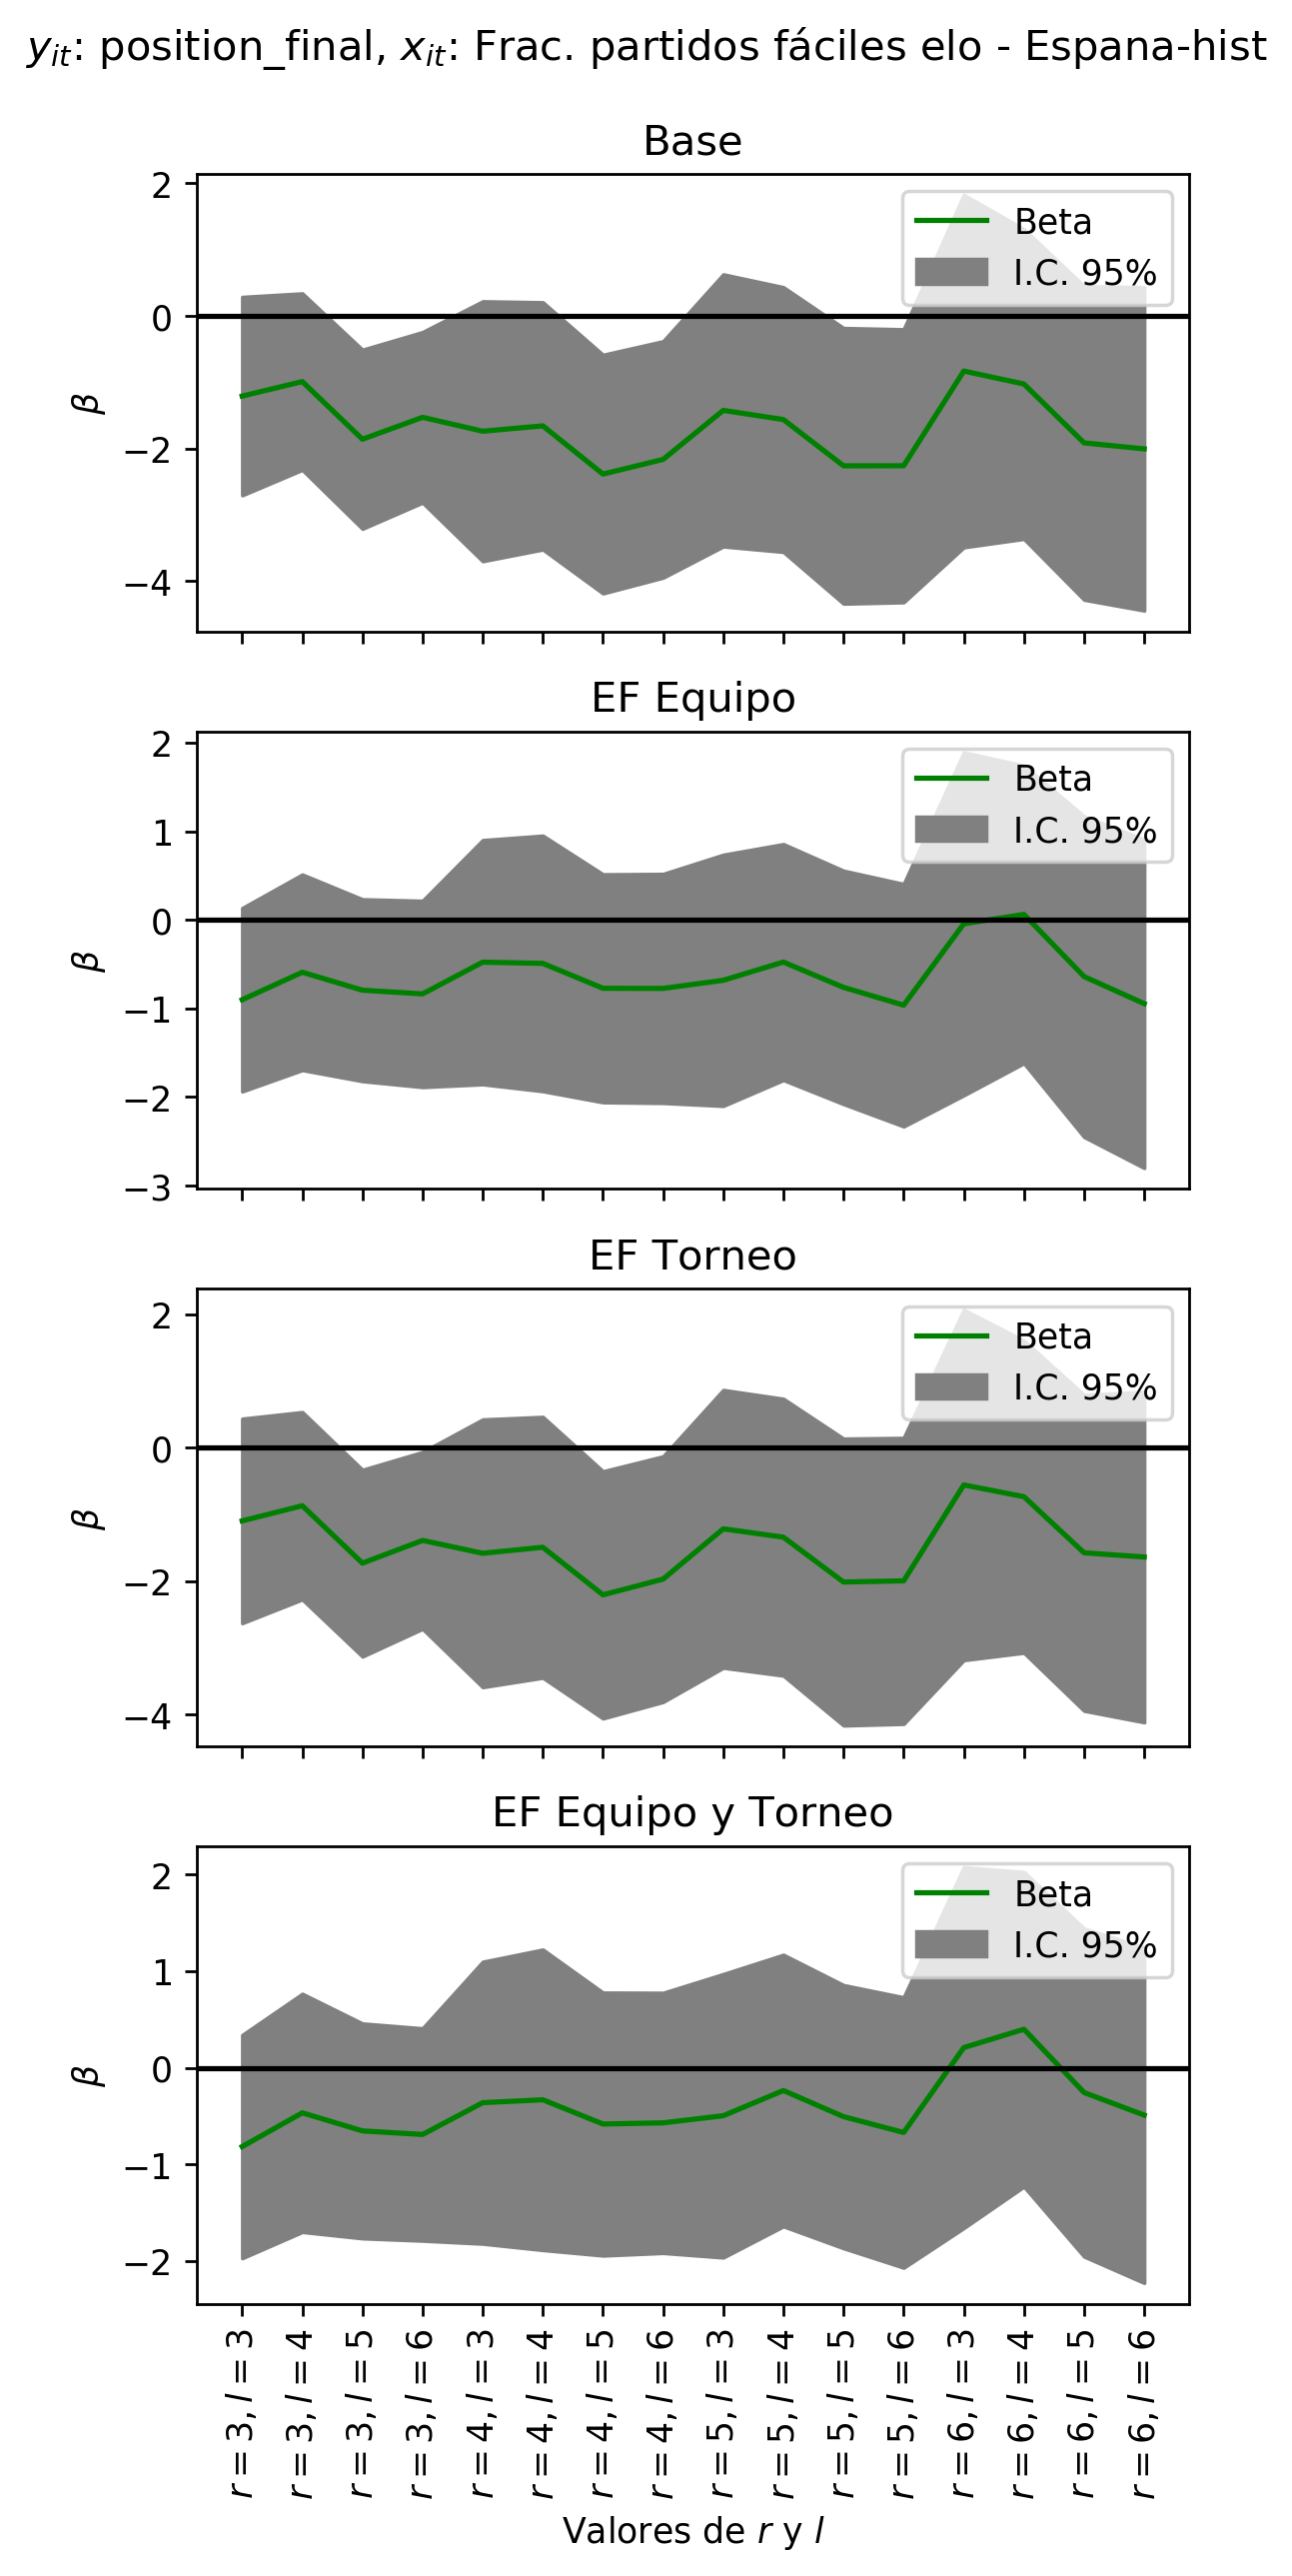 y_it: position_final, x_it: Frac. partidos fáciles elo - Espana-hist
Base
2
0
−2
−4
β
Beta
I.C. 95%
EF Equipo
2
1
0
−1
−2
−3
β
Beta
I.C. 95%
EF Torneo
2
0
−2
−4
β
Beta
I.C. 95%
EF Equipo y Torneo
2
1
0
−1
−2
β
Beta
I.C. 95%
r = 3, l = 3
r = 3, l = 4
r = 3, l = 5
r = 3, l = 6
r = 4, l = 3
r = 4, l = 4
r = 4, l = 5
r = 4, l = 6
r = 5, l = 3
r = 5, l = 4
r = 5, l = 5
r = 5, l = 6
r = 6, l = 3
r = 6, l = 4
r = 6, l = 5
r = 6, l = 6
Valores de r y l